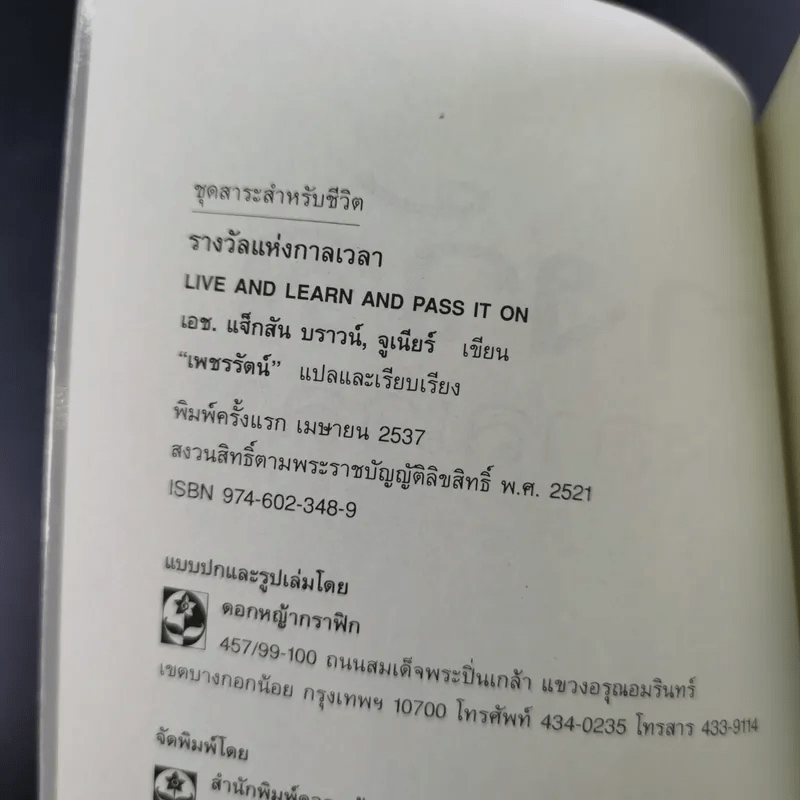 ชุดสาระสำหรับชีวิต
รางวัลแห่งกาลเวลา
LIVE AND LEARN AND PASS IT ON
เอช. แจ็กสัน บราวน์, จูเนียร์ เขียน
“เพชรรัตน์” แปลและเรียบเรียง
พิมพ์ครั้งแรก เมษายน 2537
สงวนสิทธิ์ตามพระราชบัญญัติลิขสิทธิ์ พ.ศ. 2521
ISBN 974-602-348-9
แบบปกและรูปเล่มโดย
ดอกหญ้ากราฟิก
457/99-100 ถนนสมเด็จพระปิ่นเกล้า แขวงอรุณอมรินทร์
เขตบางกอกน้อย กรุงเทพฯ 10700 โทรศัพท์ 434-0235 โทรสาร 433-9114
จัดพิมพ์โดย